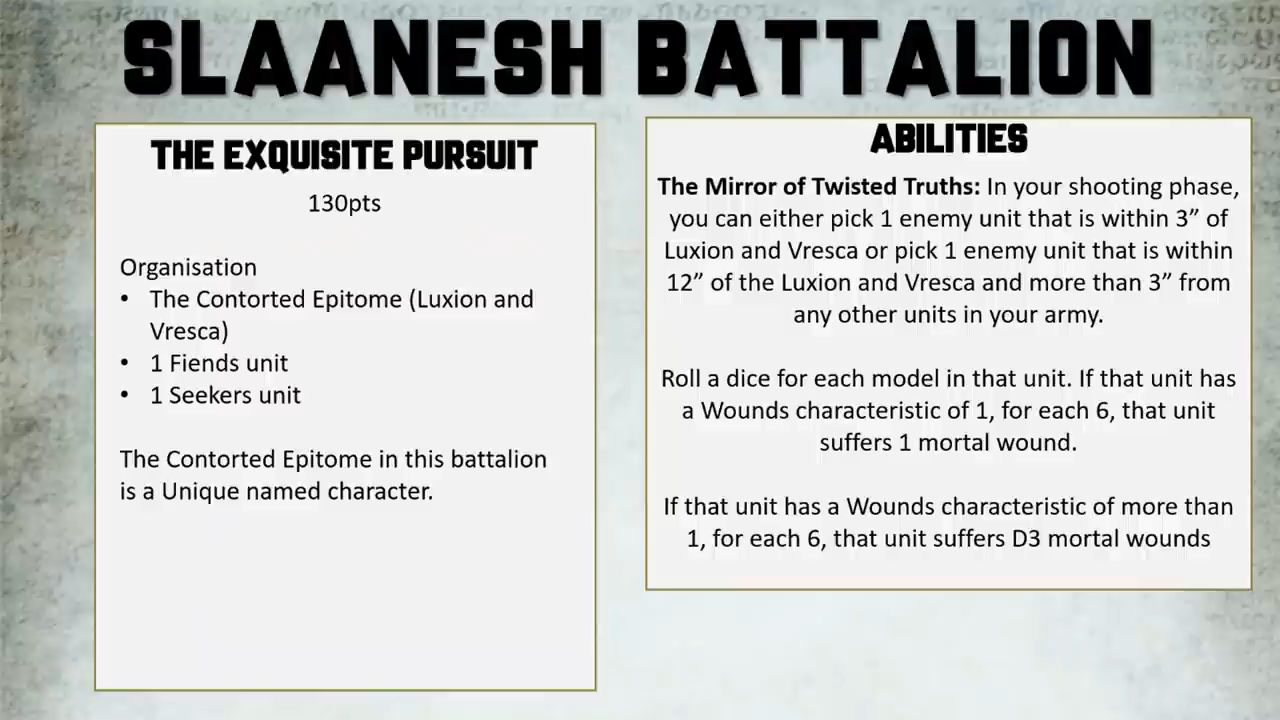 SLAANESH BATTALION
THE EXQUISITE PURSUIT
130pts
Organisation
• The Contorted Epitome (Luxion and
Vresca)
• 1 Fiends unit
• 1 Seekers unit
The Contorted Epitome in this battalion
is a Unique named character.
ABILITIES
The Mirror of Twisted Truths: In your shooting phase,
you can either pick 1 enemy unit that is within 3” of
Luxion and Vresca or pick 1 enemy unit that is within
12” of the Luxion and Vresca and more than 3” from
any other units in your army.
Roll a dice for each model in that unit. If that unit has
a Wounds characteristic of 1, for each 6, that unit
suffers 1 mortal wound.
If that unit has a Wounds characteristic of more than
1, for each 6, that unit suffers D3 mortal wounds